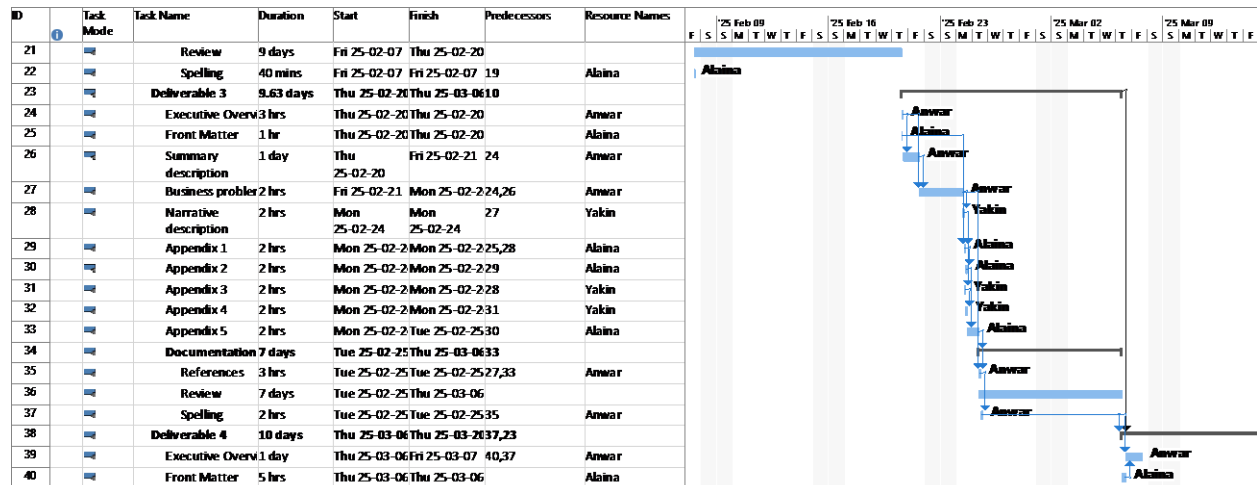 ID Task Mode Task Name Duration Start Finish Predecessors Resource Names '25 Feb 09 '25 Feb 16 '25 Feb 23 '25 Mar 02 '25 Mar 09
F S S M T W T F S S M T W T F S S M T W T F S S M T W T F S S M T W T F
21 Review 9 days Fri 25-02-07 Thu 25-02-20
22 Spelling 40 mins Fri 25-02-07 Fri 25-02-07 19 Alaina Alaina
23 Deliverable 3 9.63 days Thu 25-02-20 Thu 25-03-06 10
24 Executive Overvi 3 hrs Thu 25-02-20 Thu 25-02-20 Anwar Anwar
25 Front Matter 1 hr Thu 25-02-20 Thu 25-02-20 Alaina Alaina
26 Summary description 1 day Thu 25-02-20 Fri 25-02-21 24 Anwar Anwar
27 Business probler 2 hrs Fri 25-02-21 Mon 25-02-2 24,26 Anwar Anwar
28 Narrative description 2 hrs Mon 25-02-24 Mon 25-02-24 27 Yakin Yakin
29 Appendix 1 2 hrs Mon 25-02-2 Mon 25-02-2 25,28 Alaina Alaina
30 Appendix 2 2 hrs Mon 25-02-2 Mon 25-02-2 29 Alaina Alaina
31 Appendix 3 2 hrs Mon 25-02-2 Mon 25-02-2 28 Yakin Yakin
32 Appendix 4 2 hrs Mon 25-02-2 Mon 25-02-2 31 Yakin Yakin
33 Appendix 5 2 hrs Mon 25-02-2 Tue 25-02-25 30 Alaina Alaina
34 Documentation 7 days Tue 25-02-25 Thu 25-03-06 33
35 References 3 hrs Tue 25-02-25 Tue 25-02-25 27,33 Anwar Anwar
36 Review 7 days Tue 25-02-25 Thu 25-03-06
37 Spelling 2 hrs Tue 25-02-25 Tue 25-02-25 35 Anwar Anwar
38 Deliverable 4 10 days Thu 25-03-06 Thu 25-03-20 37,23
39 Executive Overvi 1 day Thu 25-03-06 Fri 25-03-07 40,37 Anwar Anwar
40 Front Matter 5 hrs Thu 25-03-06 Thu 25-03-06 Alaina Alaina